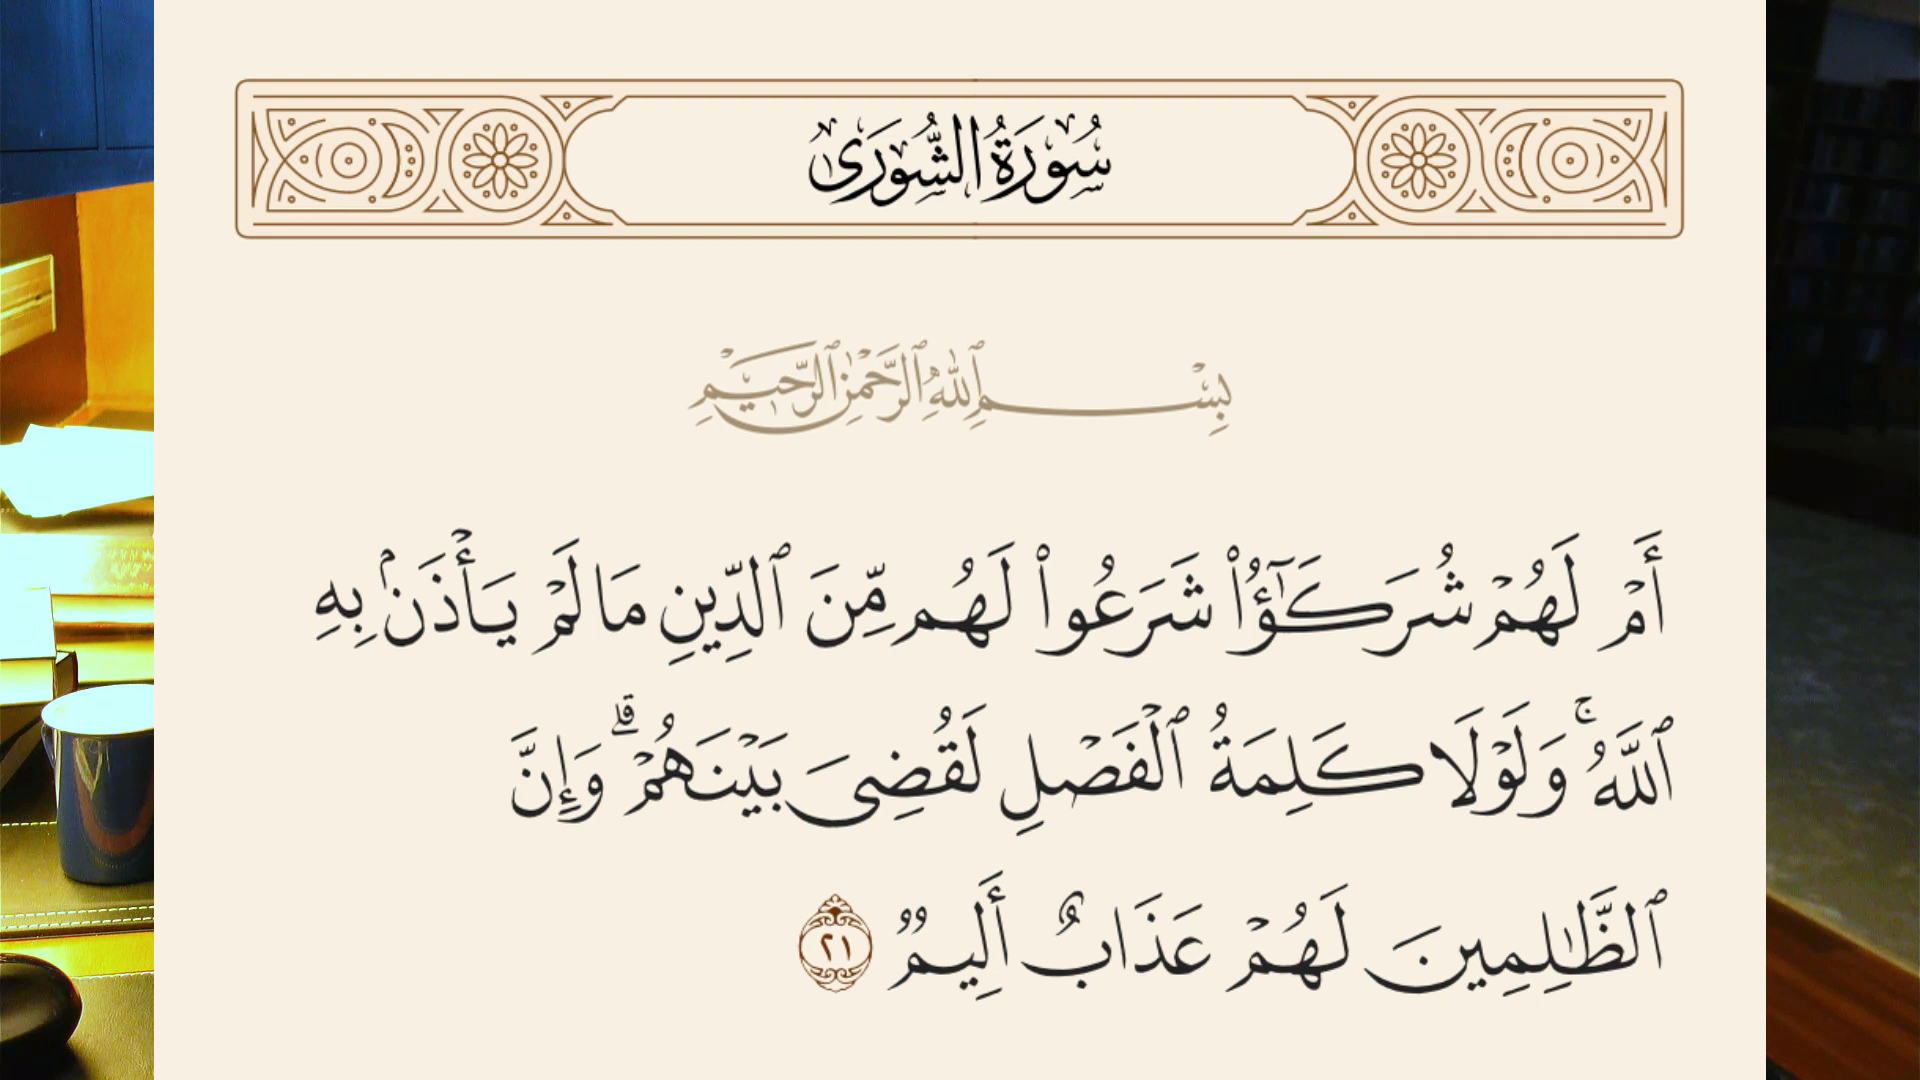 سُورَةُ الشُّورَىٰ
بِسْمِ ٱللَّهِ ٱلرَّحْمَٰنِ ٱلرَّحِيمِ
أَمْ لَهُمْ شُرَكَٰٓؤُا۟ شَرَعُوا۟ لَهُم مِّنَ ٱلدِّينِ مَا لَمْ يَأْذَنۢ بِهِ
ٱللَّهُ ۚ وَلَوْلَا كَلِمَةُ ٱلْفَصْلِ لَقُضِىَ بَيْنَهُمْ ۗ وَإِنَّ
ٱلظَّٰلِمِينَ لَهُمْ عَذَابٌ أَلِيمٌ ٢١